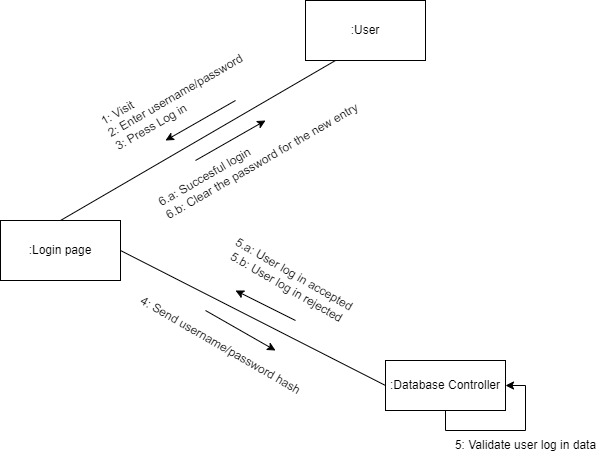 :User
1: Visit
2: Enter username/password
3: Press Log in
6.a: Succesful login
6.b: Clear the password for the new entry
:Login page
5.a: User log in accepted
5.b: User log in rejected
4: Send username/password hash
:Database Controller
5: Validate user log in data